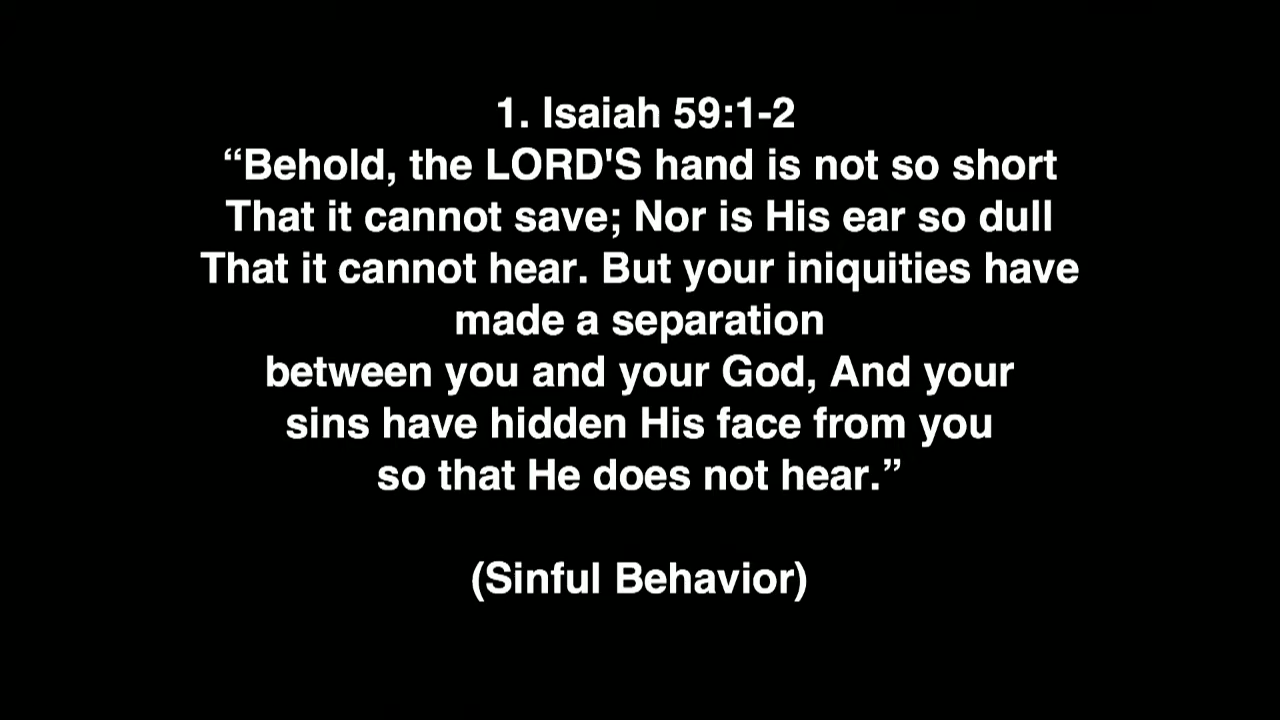 1. Isaiah 59:1-2
“Behold, the LORD'S hand is not so short
That it cannot save; Nor is His ear so dull
That it cannot hear. But your iniquities have
made a separation
between you and your God, And your
sins have hidden His face from you
so that He does not hear.”
(Sinful Behavior)